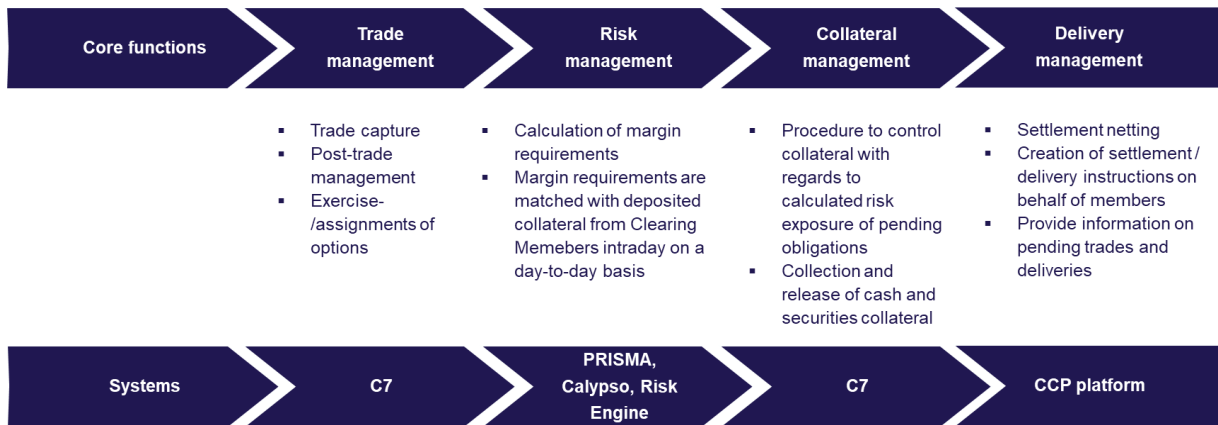 Core functions
Trade
management
Risk
management
Collateral
management
Delivery
management
▪ Trade capture
▪ Post-trade
management
▪ Exercise-
/assignments of
options
▪ Calculation of margin
requirements
▪ Margin requirements are
matched with deposited
collateral from Clearing
Memebers intraday on a
day-to-day basis
▪ Procedure to control
collateral with
regards to
calculated risk
exposure of pending
obligations
▪ Collection and
release of cash and
securities collateral
▪ Settlement netting
▪ Creation of settlement /
delivery instructions on
behalf of members
▪ Provide information on
pending trades and
deliveries
Systems
C7
PRISMA,
Calypso, Risk
Engine
C7
CCP platform